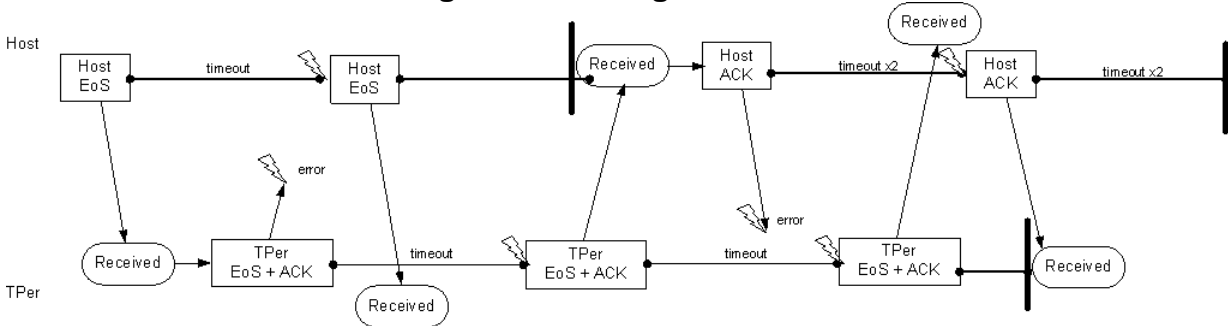 Host
Host
EoS
timeout
Host
EoS
Received
Host
ACK
timeout x2
Received
Host
ACK
timeout x2
error
error
Received
TPer
EoS + ACK
timeout
Received
TPer
EoS + ACK
timeout
TPer
EoS + ACK
Received
TPer